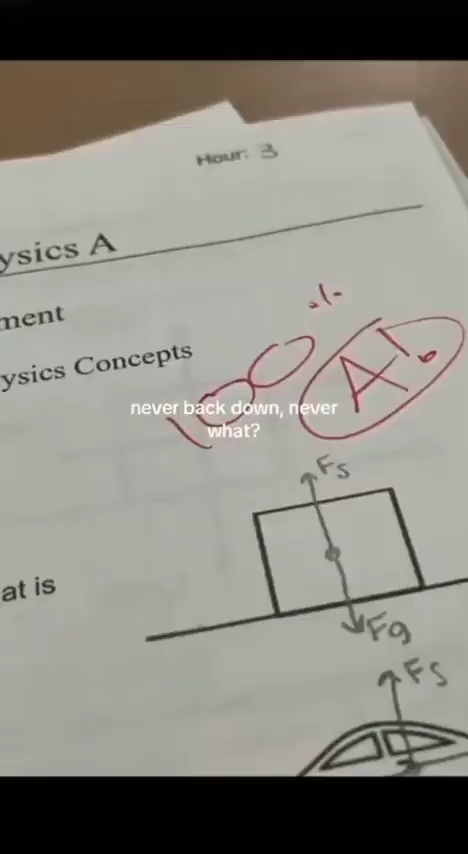 Hour: 3
ysics A
ment
ysics Concepts
100%
A!
never back down, never
what?
Fs
at is
Fg
Fs